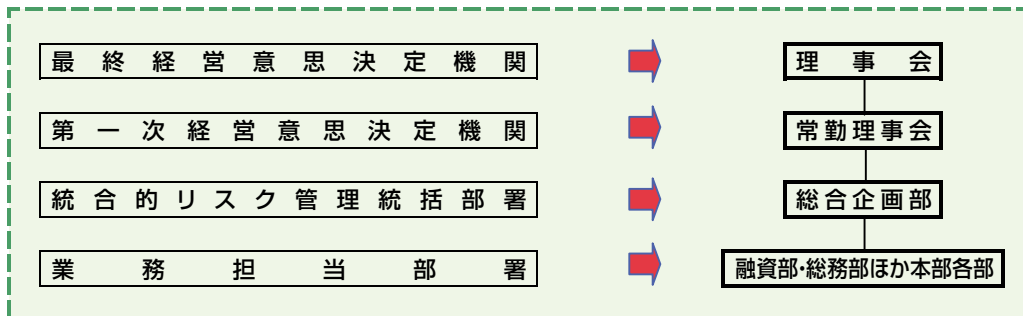 最終経営意思決定機関
理事会
第一次経営意思決定機関
常勤理事会
統合的リスク管理統括部署
総合企画部
業務担当部署
融資部・総務部ほか本部各部